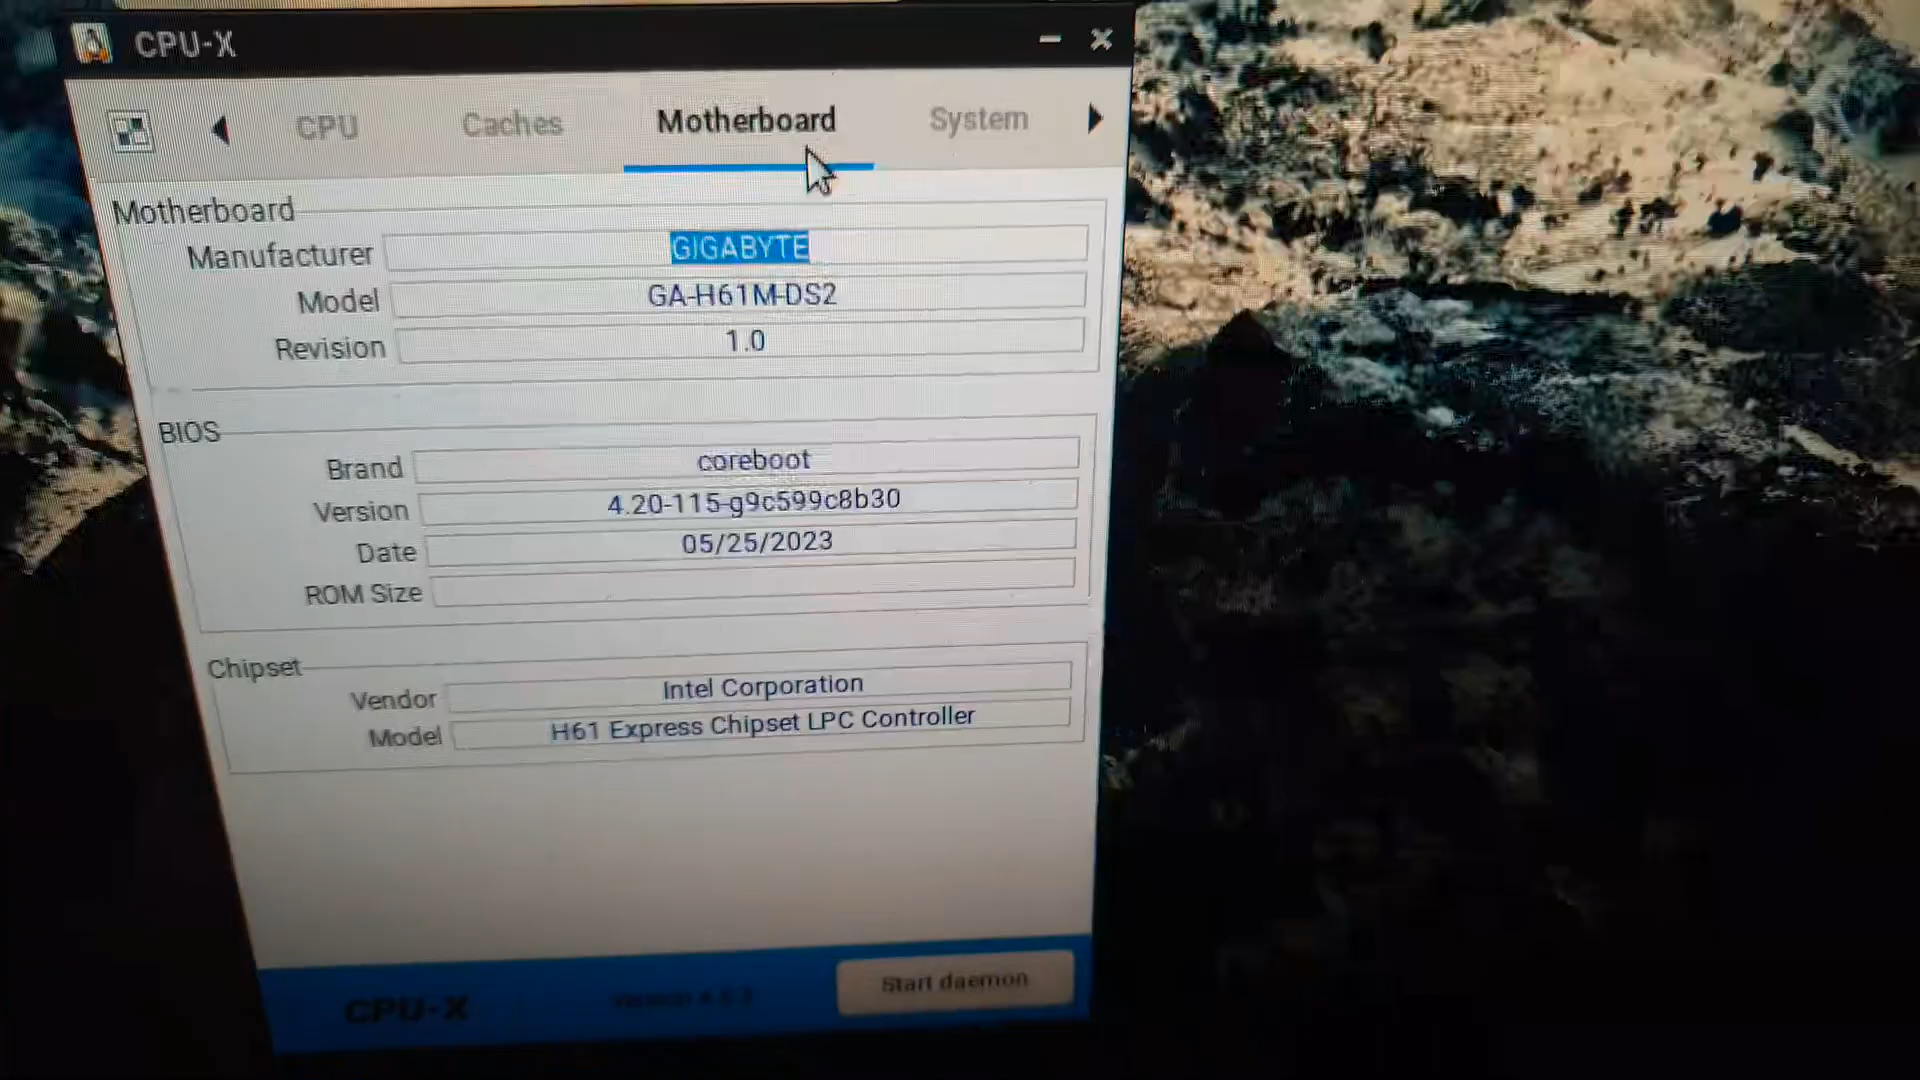 CPU-X
CPU Caches Motherboard System
Motherboard
Manufacturer GIGABYTE
Model GA-H61M-DS2
Revision 1.0
BIOS
Brand coreboot
Version 4.20-115-g9c599c8b30
Date 05/25/2023
ROM Size
Chipset
Vendor Intel Corporation
Model H61 Express Chipset LPC Controller
CPU-X Start daemon